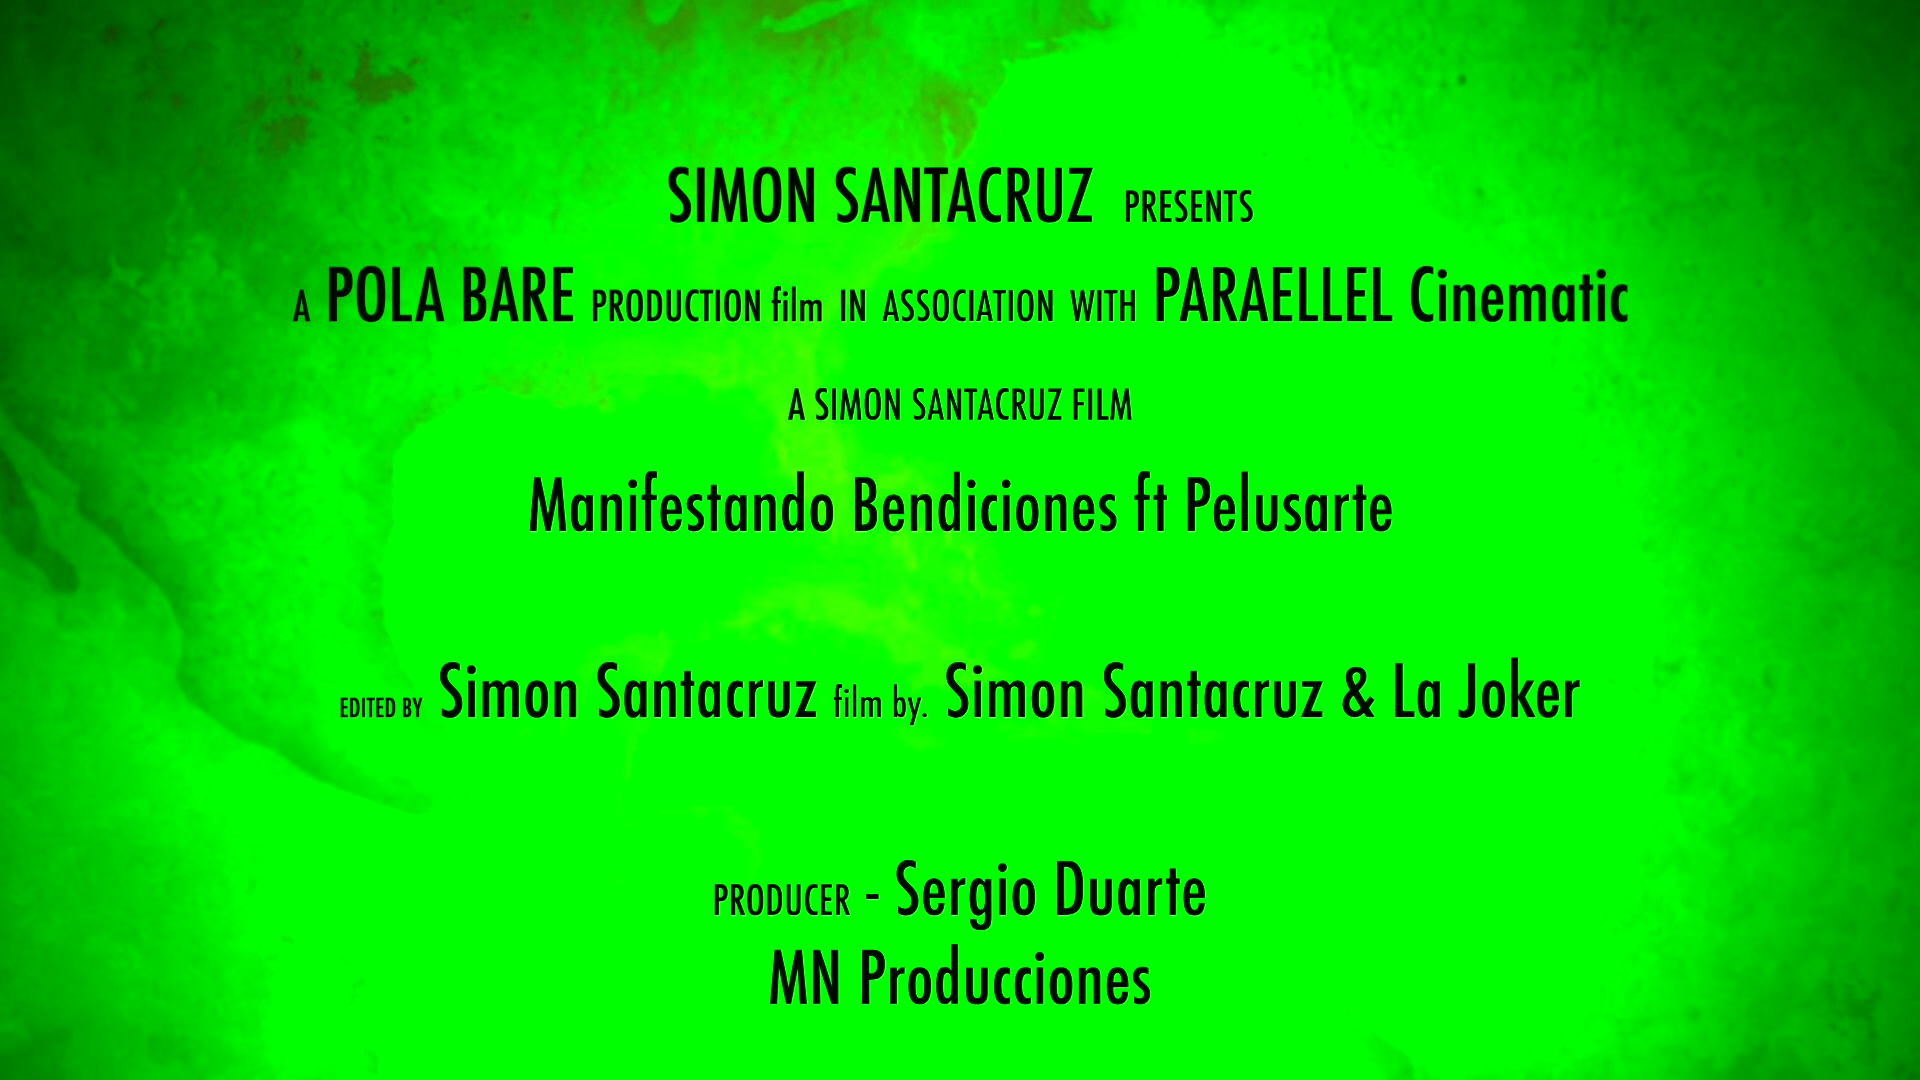 SIMON SANTACRUZ PRESENTS
A POLA BARE PRODUCTION film IN ASSOCIATION WITH PARAELLEL Cinematic
A SIMON SANTACRUZ FILM
Manifestando Bendiciones ft Pelusarte
EDITED BY Simon Santacruz film by. Simon Santacruz & La Joker
PRODUCER - Sergio Duarte
MN Producciones